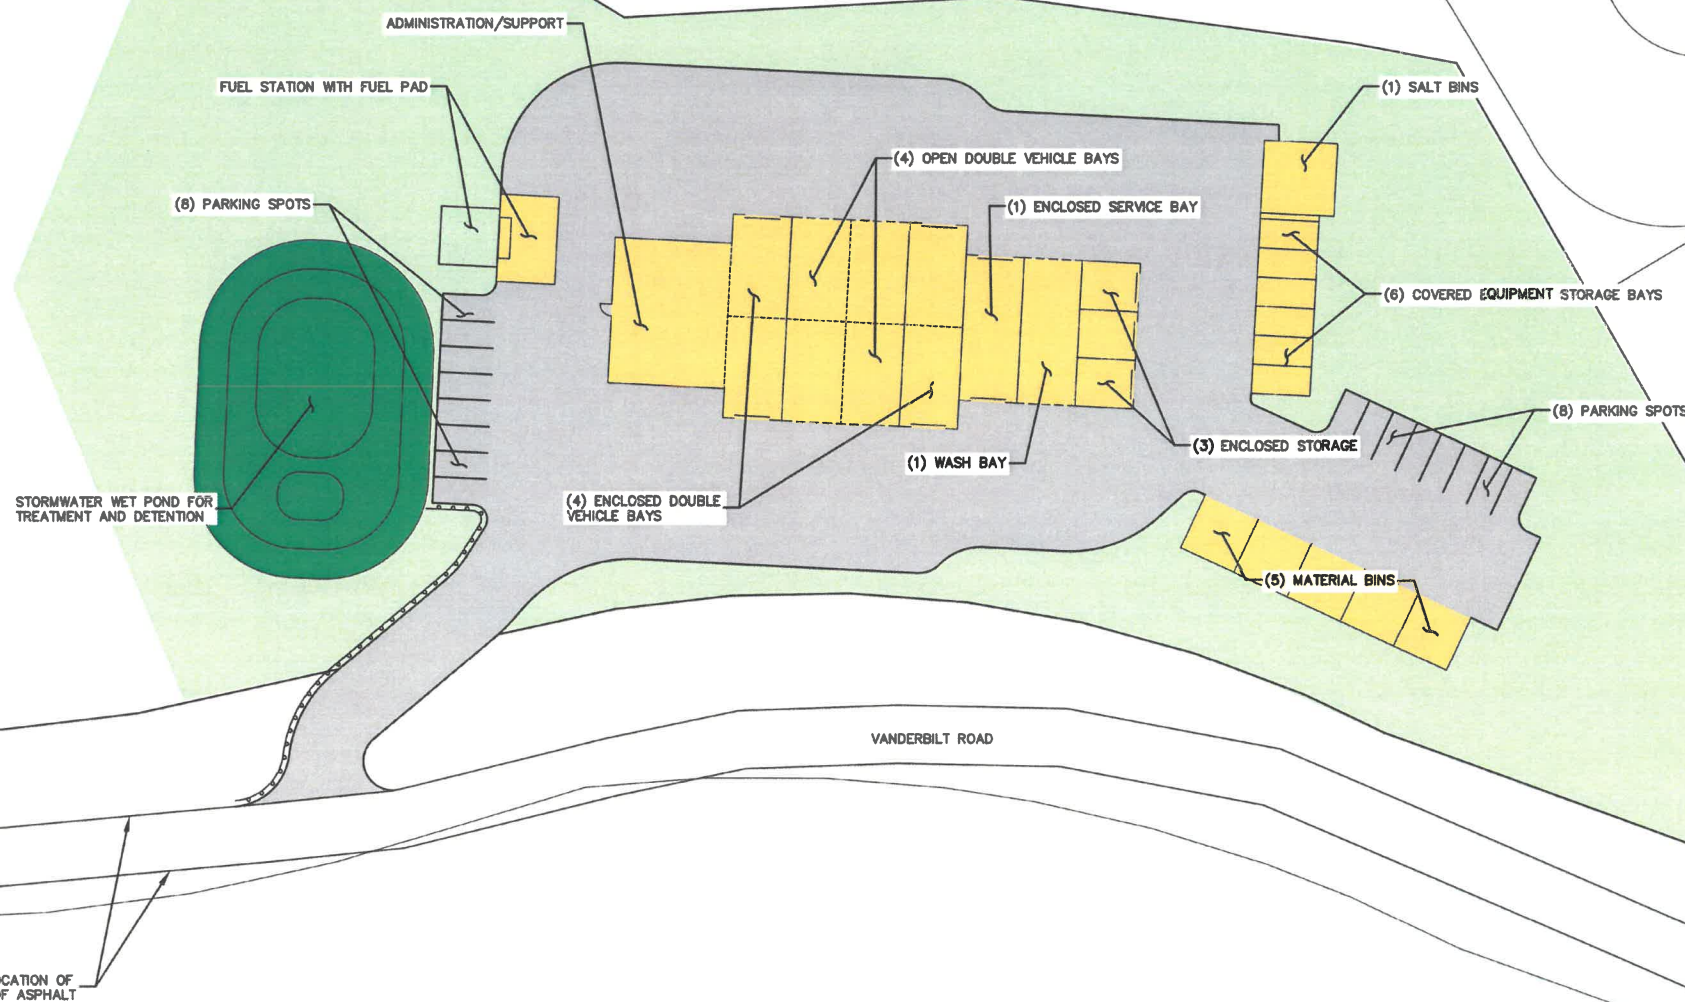 ADMINISTRATION/SUPPORT
FUEL STATION WITH FUEL PAD
(1) SALT BINS
(4) OPEN DOUBLE VEHICLE BAYS
(8) PARKING SPOTS
(1) ENCLOSED SERVICE BAY
(6) COVERED EQUIPMENT STORAGE BAYS
(8) PARKING SPOTS
(3) ENCLOSED STORAGE
(1) WASH BAY
STORMWATER WET POND FOR
TREATMENT AND DETENTION
(4) ENCLOSED DOUBLE
VEHICLE BAYS
(5) MATERIAL BINS
VANDERBILT ROAD
OCATION OF
OF ASPHALT